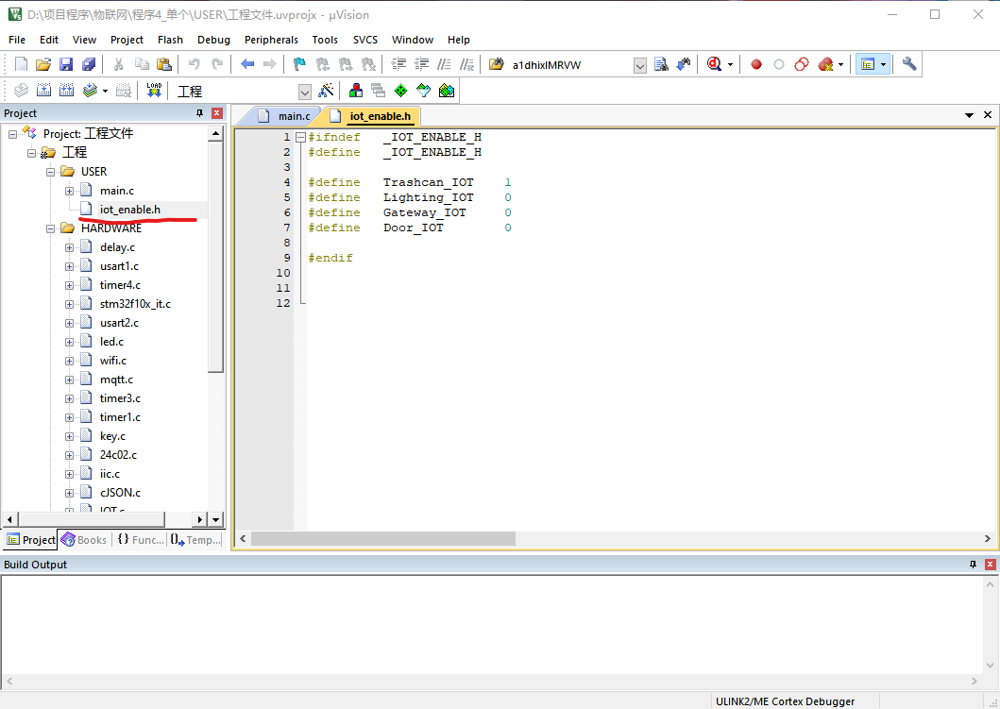 D:\项目程序\物联网\程序4_单个\USER\工程文件.uvprojx - µVision
File Edit View Project Flash Debug Peripherals Tools SVCS Window Help
a1dhixIMRVW
LOAD 工程
Project
Project: 工程文件
工程
USER
main.c
iot_enable.h
HARDWARE
delay.c
usart1.c
timer4.c
stm32f10x_it.c
usart2.c
led.c
wifi.c
mqtt.c
timer3.c
timer1.c
key.c
24c02.c
iic.c
cJSON.c
IOT.c
Project Books {} Func... Temp...
main.c iot_enable.h
1 #ifndef _IOT_ENABLE_H
2 #define _IOT_ENABLE_H
3
4 #define Trashcan_IOT 1
5 #define Lighting_IOT 0
6 #define Gateway_IOT 0
7 #define Door_IOT 0
8
9 #endif
10
11
12
Build Output
ULINK2/ME Cortex Debugger